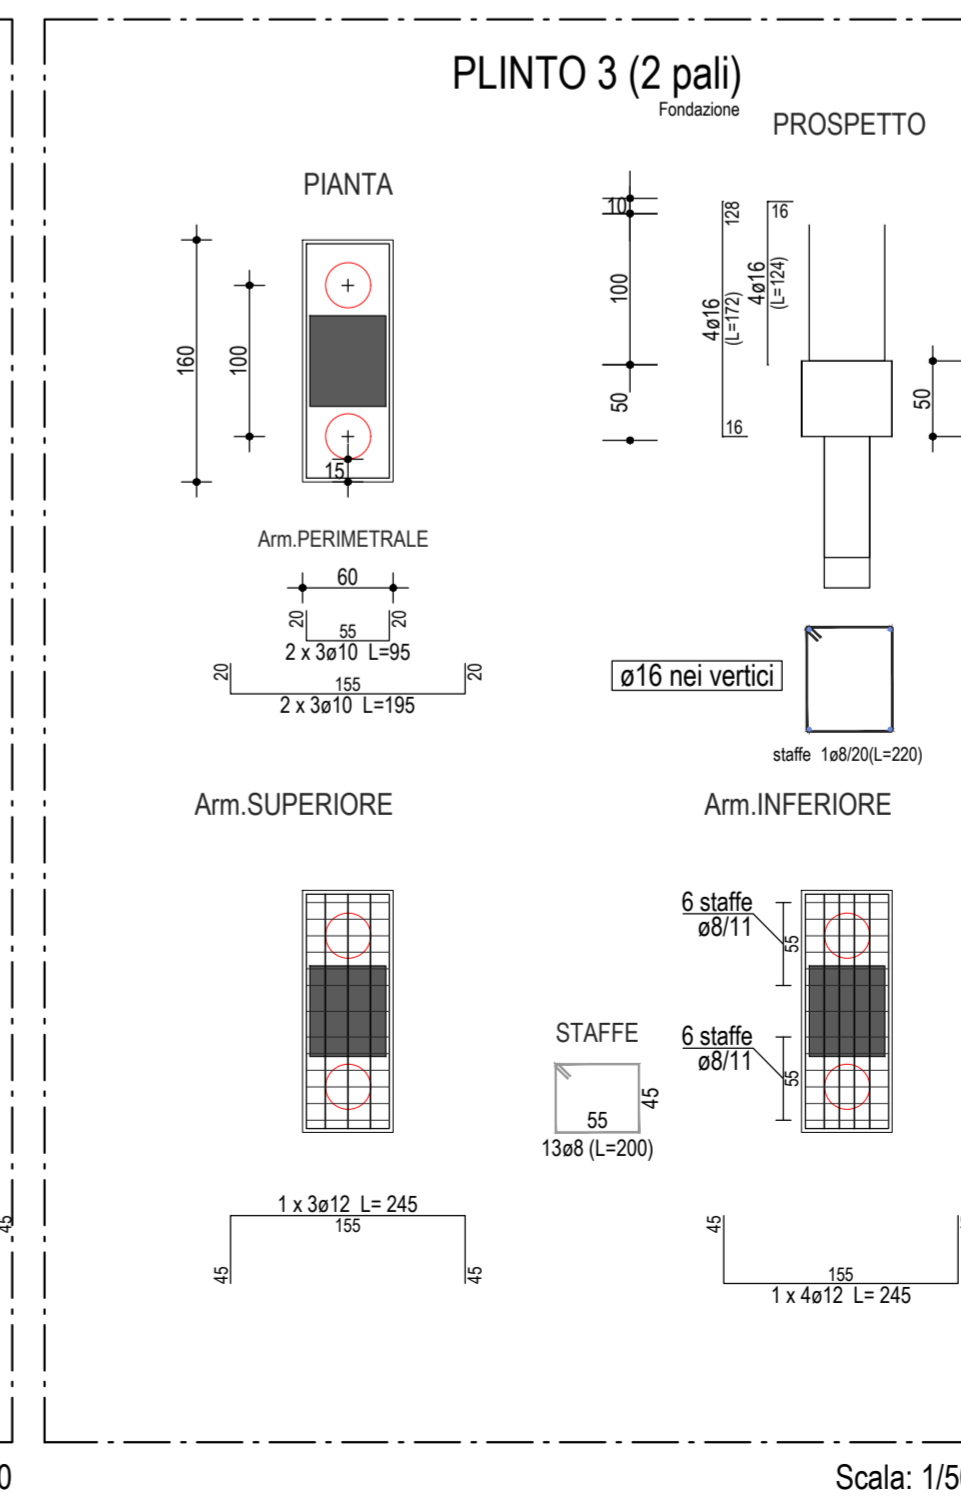 PLINTO 3 (2 pali)
Fondazione
PROSPETTO
PIANTA
160
100
15
10
100
50
128
4ø16
(L=172)
16
16
4ø16
(L=124)
50
Arm.PERIMETRALE
60
20
20
55
2 x 3ø10 L=95
20
20
155
2 x 3ø10 L=195
ø16 nei vertici
staffe 1ø8/20(L=220)
Arm.SUPERIORE
Arm.INFERIORE
6 staffe
ø8/11
55
6 staffe
ø8/11
55
STAFFE
55
45
13ø8 (L=200)
1 x 3ø12 L= 245
155
45
45
45
45
155
1 x 4ø12 L= 245
0
Scala: 1/50